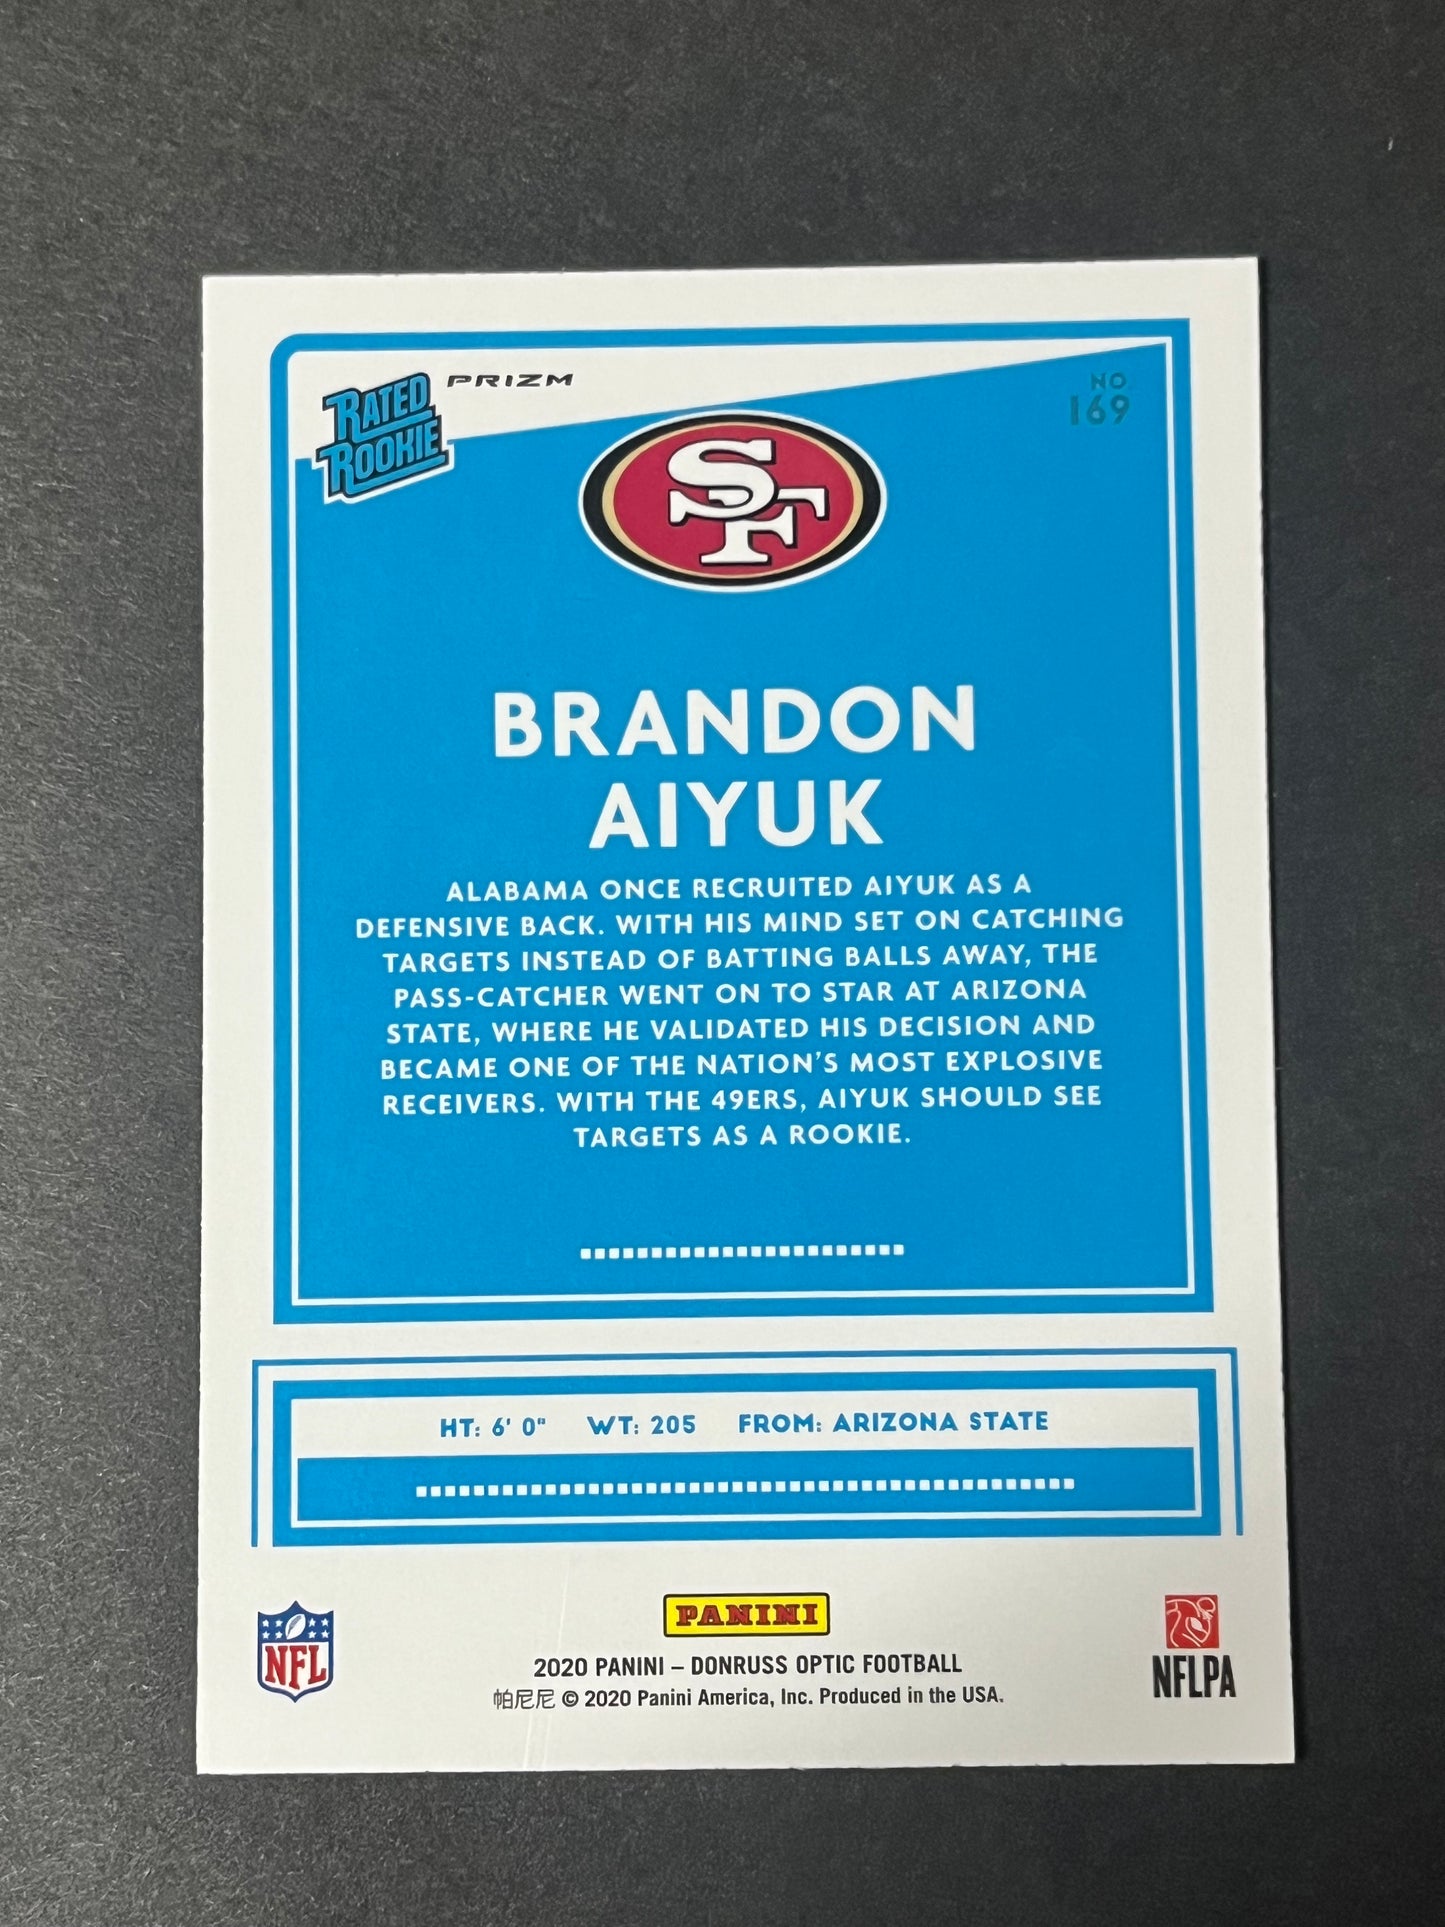 RATED
ROOKIE
PRIZM
NO.
169
SF
BRANDON
AIYUK
ALABAMA ONCE RECRUITED AIYUK AS A
DEFENSIVE BACK. WITH HIS MIND SET ON CATCHING
TARGETS INSTEAD OF BATTING BALLS AWAY, THE
PASS-CATCHER WENT ON TO STAR AT ARIZONA
STATE, WHERE HE VALIDATED HIS DECISION AND
BECAME ONE OF THE NATION'S MOST EXPLOSIVE
RECEIVERS. WITH THE 49ERS, AIYUK SHOULD SEE
TARGETS AS A ROOKIE.
HT: 6' 0" WT: 205 FROM: ARIZONA STATE
NFL
PANINI
NFLPA
2020 PANINI – DONRUSS OPTIC FOOTBALL
帕尼尼 © 2020 Panini America, Inc. Produced in the USA.